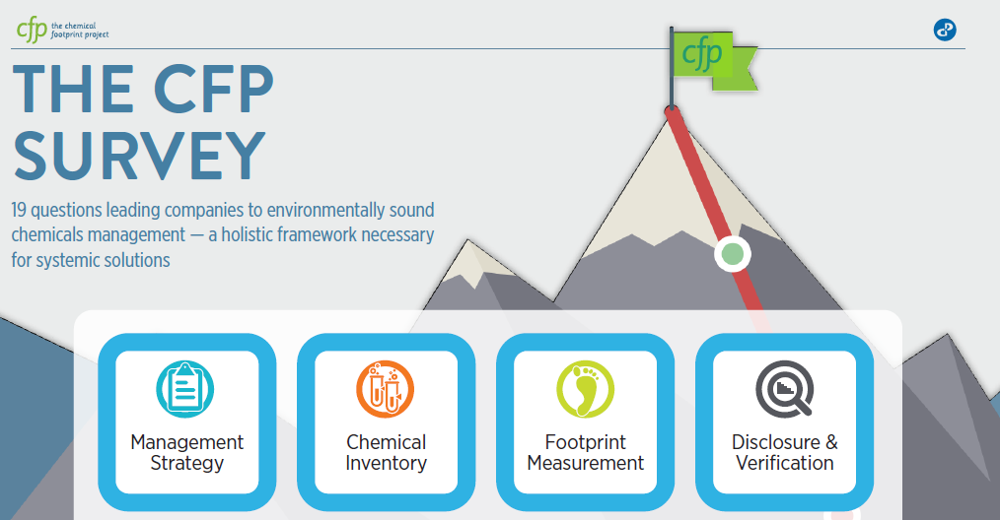 cfp the chemical
footprint project
cfp
THE CFP
SURVEY
19 questions leading companies to environmentally sound
chemicals management — a holistic framework necessary
for systemic solutions
Management
Strategy
Chemical
Inventory
Footprint
Measurement
Disclosure &
Verification